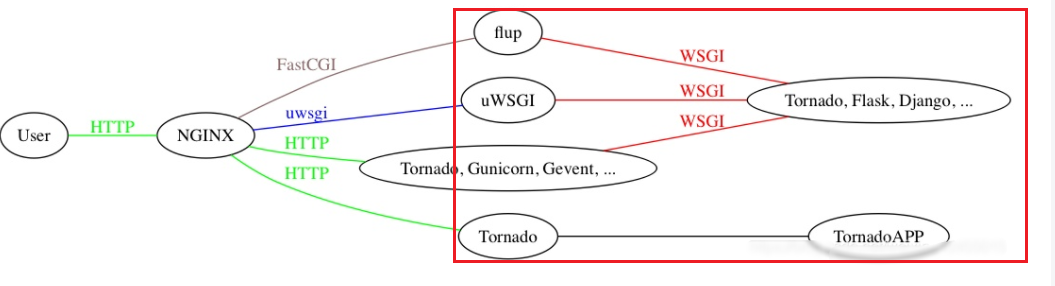 flup
WSGI
FastCGI
uWSGI
WSGI
Tornado, Flask, Django, ...
uwsgi
User
HTTP
NGINX
WSGI
HTTP
Tornado, Gunicorn, Gevent, ...
HTTP
Tornado
TornadoAPP